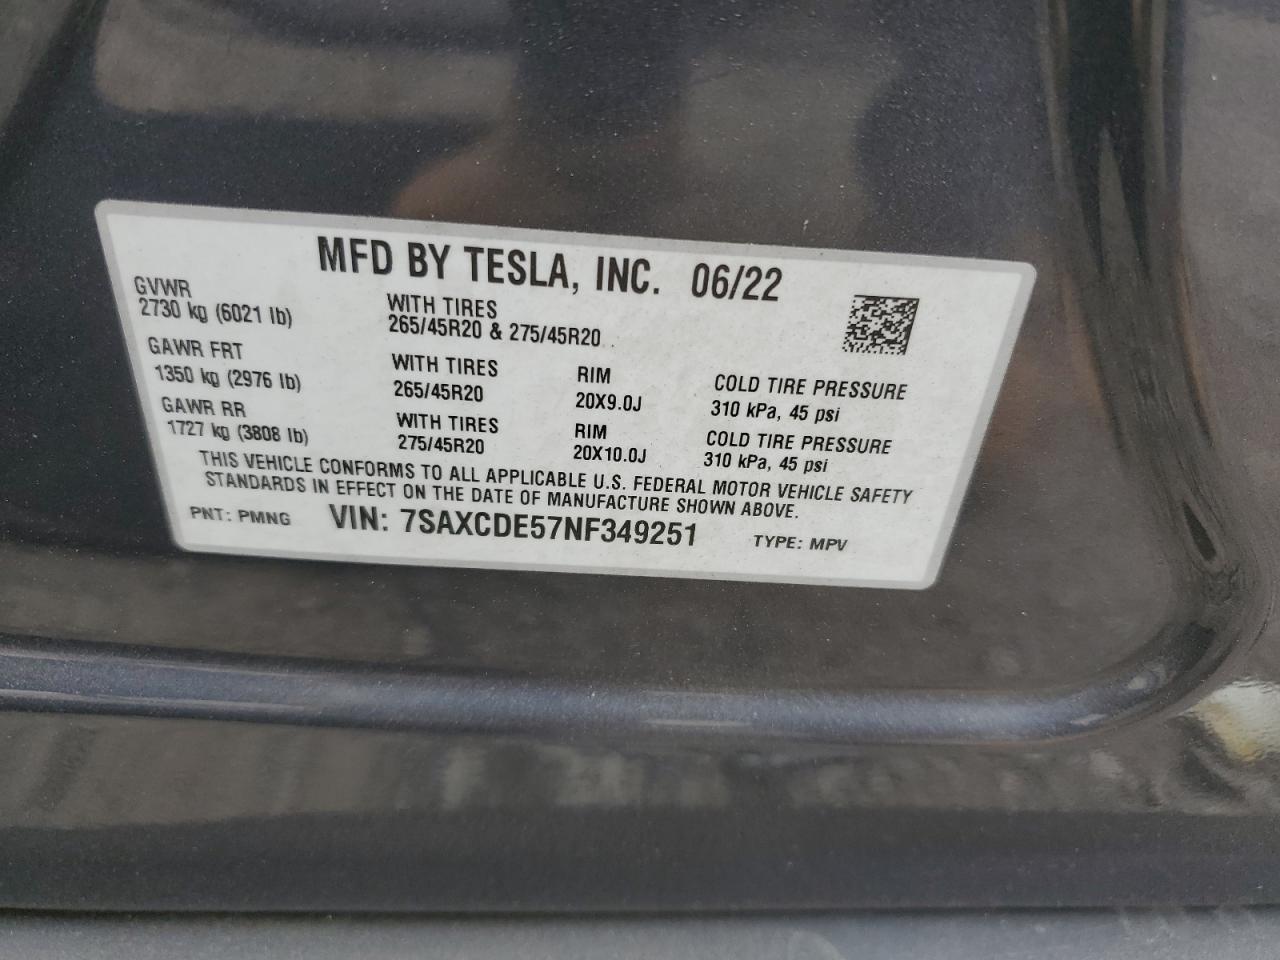 MFD BY TESLA, INC. 06/22
GVWR
2730 kg (6021 lb)
WITH TIRES
265/45R20 & 275/45R20
GAWR FRT
1350 kg (2976 lb)
WITH TIRES
265/45R20
RIM
20X9.0J
COLD TIRE PRESSURE
310 kPa, 45 psi
GAWR RR
1727 kg (3808 lb)
WITH TIRES
275/45R20
RIM
20X10.0J
COLD TIRE PRESSURE
310 kPa, 45 psi
THIS VEHICLE CONFORMS TO ALL APPLICABLE U.S. FEDERAL MOTOR VEHICLE SAFETY
STANDARDS IN EFFECT ON THE DATE OF MANUFACTURE SHOWN ABOVE.
PNT: PMNG VIN: 7SAXCDE57NF349251 TYPE: MPV